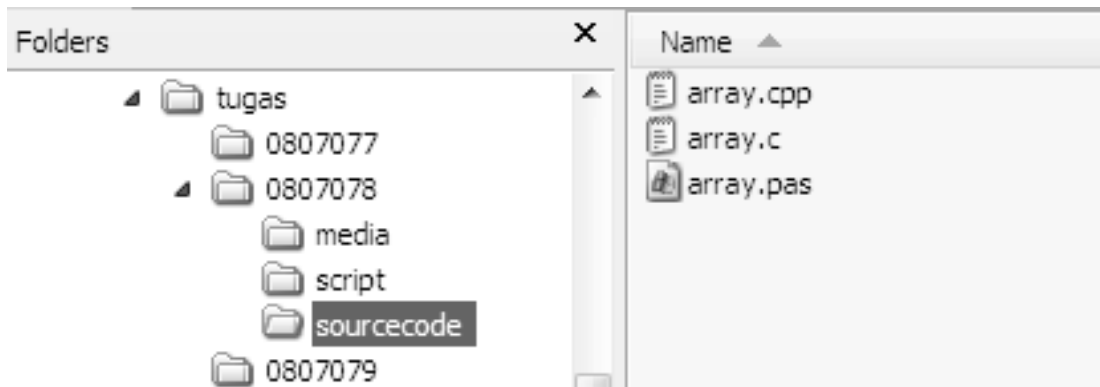 Folders
tugas
0807077
0807078
media
script
sourcecode
0807079
Name
array.cpp
array.c
array.pas